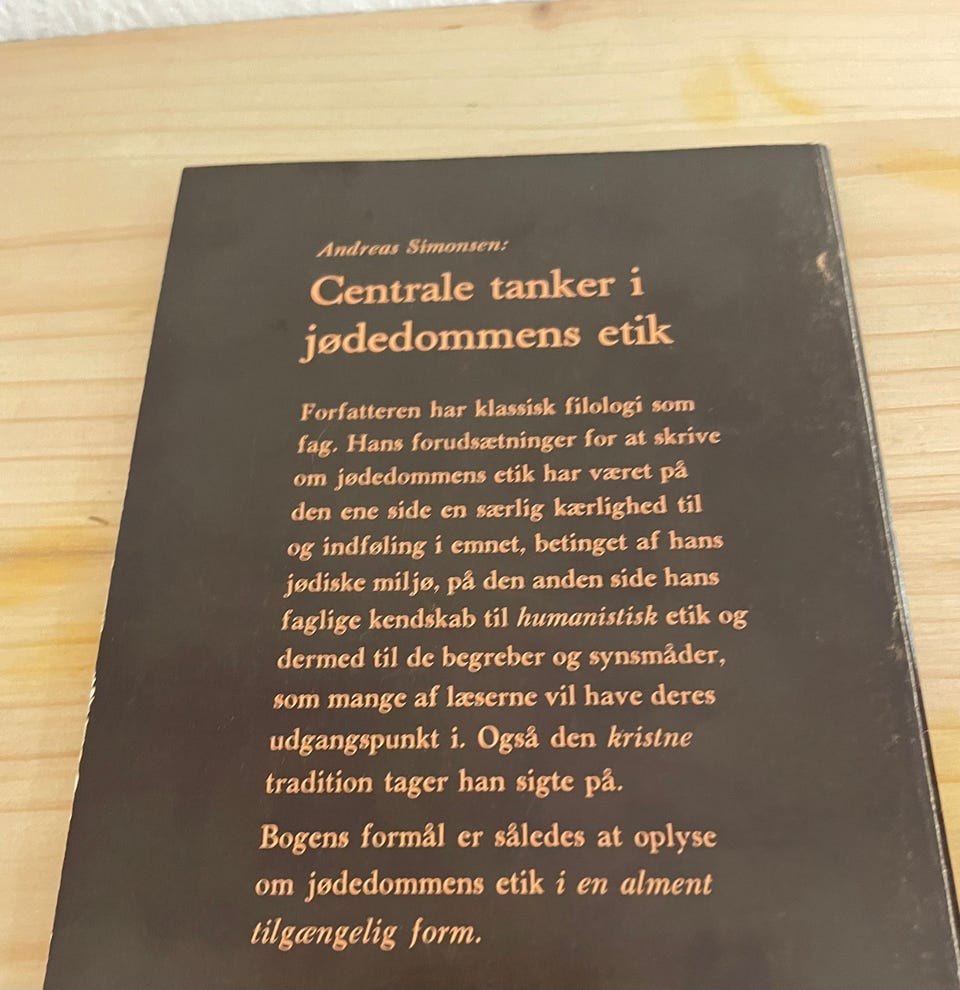 Andreas Simonsen:
Centrale tanker i
jødedommens etik
Forfatteren har klassisk filologi som
fag. Hans forudsætninger for at skrive
om jødedommens etik har været på
den ene side en særlig kærlighed til
og indføling i emnet, betinget af hans
jødiske miljø, på den anden side hans
faglige kendskab til humanistisk etik og
dermed til de begreber og synsmåder,
som mange af læserne vil have deres
udgangspunkt i. Også den kristne
tradition tager han sigte på.
Bogens formål er således at oplyse
om jødedommens etik i en alment
tilgængelig form.